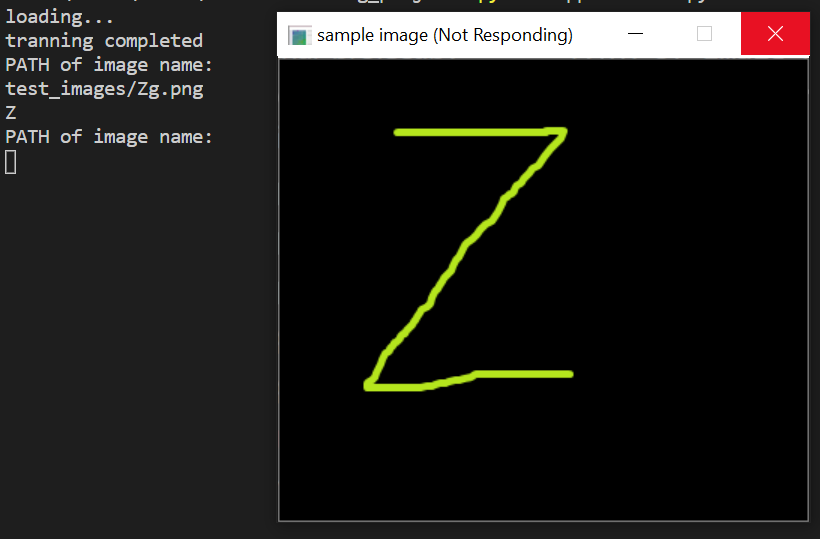 loading...
tranning completed
PATH of image name:
test_images/Zg.png
Z
PATH of image name:
sample image (Not Responding)
Z